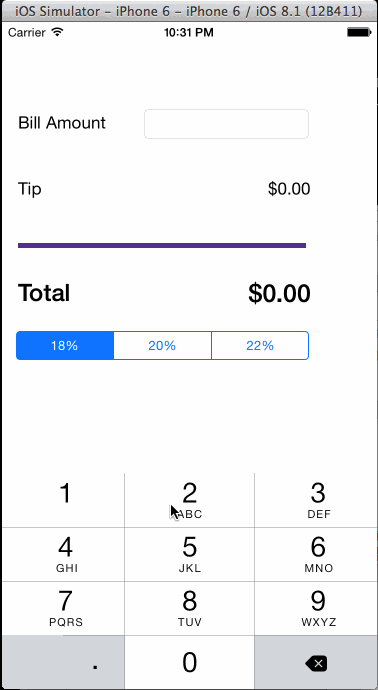 iOS Simulator - iPhone 6 - iPhone 6 / iOS 8.1 (12B411)
Carrier 10:31 PM
Bill Amount
Tip $0.00
Total $0.00
18% 20% 22%
1 2 3
ABC DEF
4 5 6
GHI JKL MNO
7 8 9
PQRS TUV WXYZ
. 0